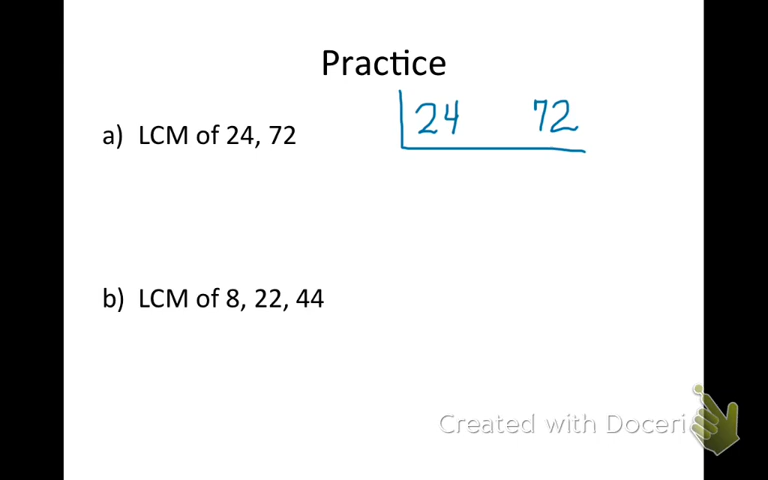 Practice
a) LCM of 24, 72
24 72
b) LCM of 8, 22, 44
Created with Doceri